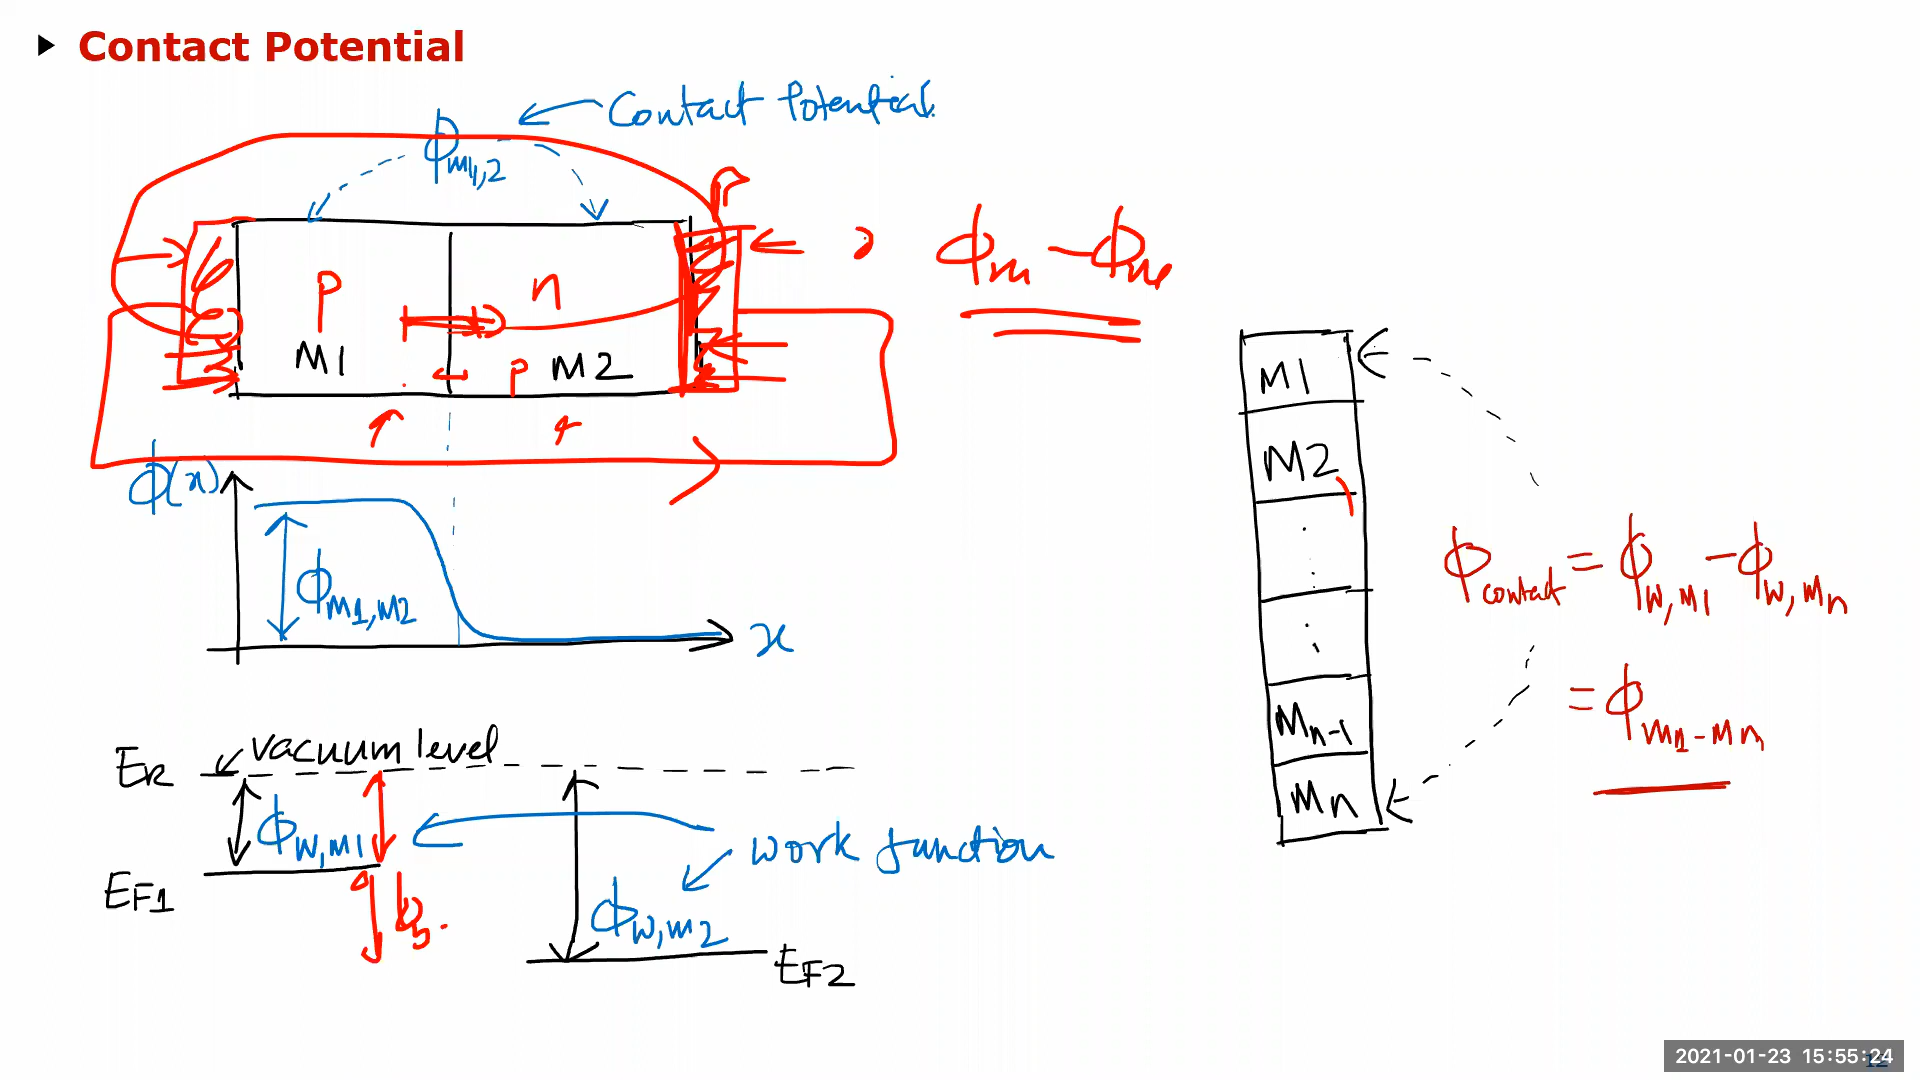 Contact Potential
Contact Potential
ϕM1,2
p n
M1 p M2
ϕm - ϕm
ϕ(x)
ϕM1,M2
x
ER vacuum level
ϕW,M1
work function
EF1
ϕW,M2
EF2
M1
M2
Mn-1
Mn
ϕcontact = ϕW,M1 - ϕW,Mn
= ϕM1-Mn
2021-01-23 15:55:24
12